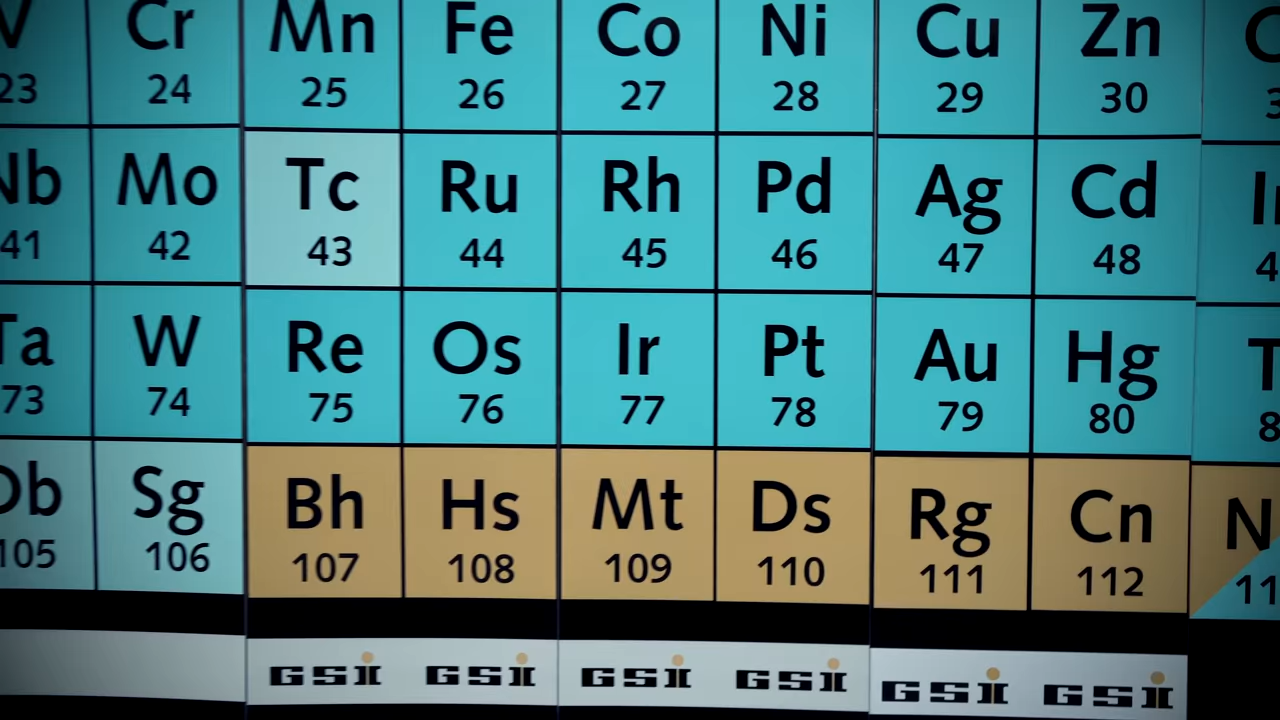 V Cr Mn Fe Co Ni Cu Zn
23 24 25 26 27 28 29 30
Nb Mo Tc Ru Rh Pd Ag Cd
41 42 43 44 45 46 47 48
Ta W Re Os Ir Pt Au Hg
73 74 75 76 77 78 79 80
Db Sg Bh Hs Mt Ds Rg Cn
105 106 107 108 109 110 111 112
GSI GSI GSI GSI GSI GSI